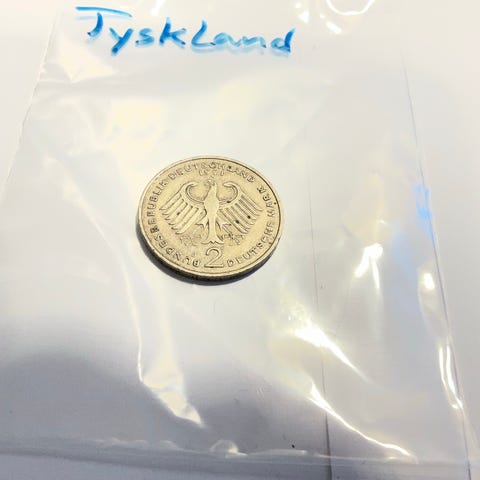 Tyskland
BUNDESREPUBLIK DEUTSCHLAND
2
DEUTSCHE MARK